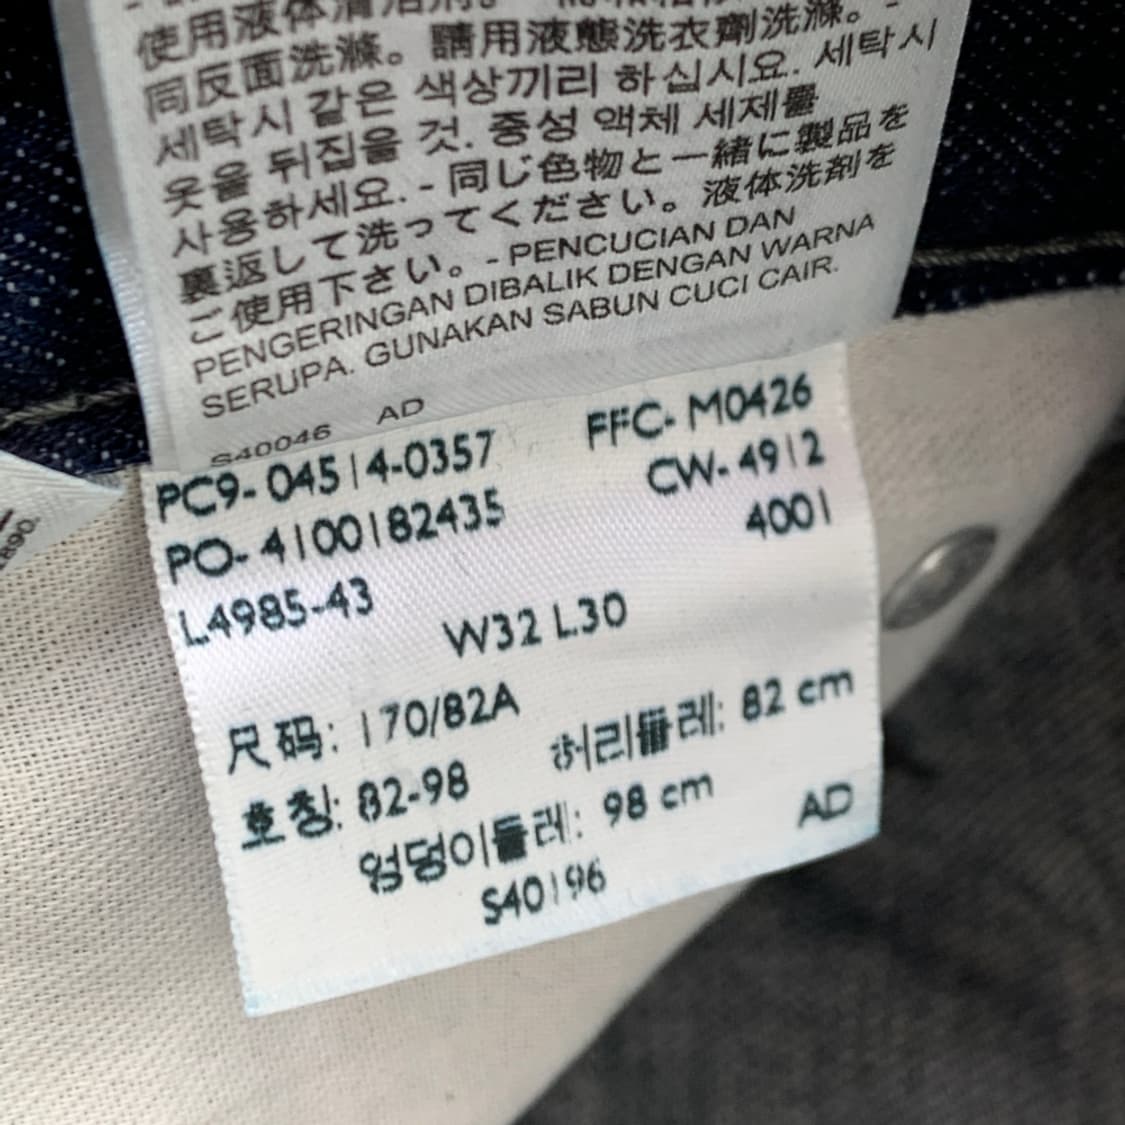 使用液体清洁剂。
同反面洗滌。請用液態洗衣劑洗滌。-
세탁시 같은 색상끼리 하십시요. 세탁시
옷을 뒤집을 것. 중성 액체 세제를
사용하세요. - 同じ色物と一緒に製品を
裏返して洗ってください。液体洗剤を
ご使用下さい。- PENCUCIAN DAN
PENGERINGAN DIBALIK DENGAN WARNA
SERUPA. GUNAKAN SABUN CUCI CAIR.
S40046 AD
PC9-04514-0357 FFC-M0426
PO-4100182435 CW-4912
L4985-43 4001
W32 L30
尺码: 170/82A
호칭: 82-98 허리둘레: 82 cm
엉덩이둘레: 98 cm AD
S40196